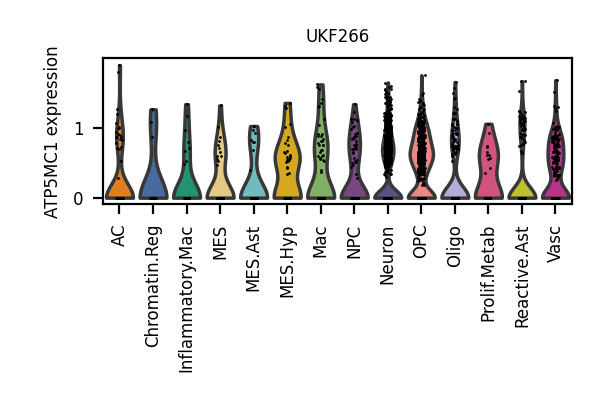 UKF266
ATP5MC1 expression
1
0
AC
Chromatin.Reg
Inflammatory.Mac
MES
MES.Ast
MES.Hyp
Mac
NPC
Neuron
OPC
Oligo
Prolif.Metab
Reactive.Ast
Vasc